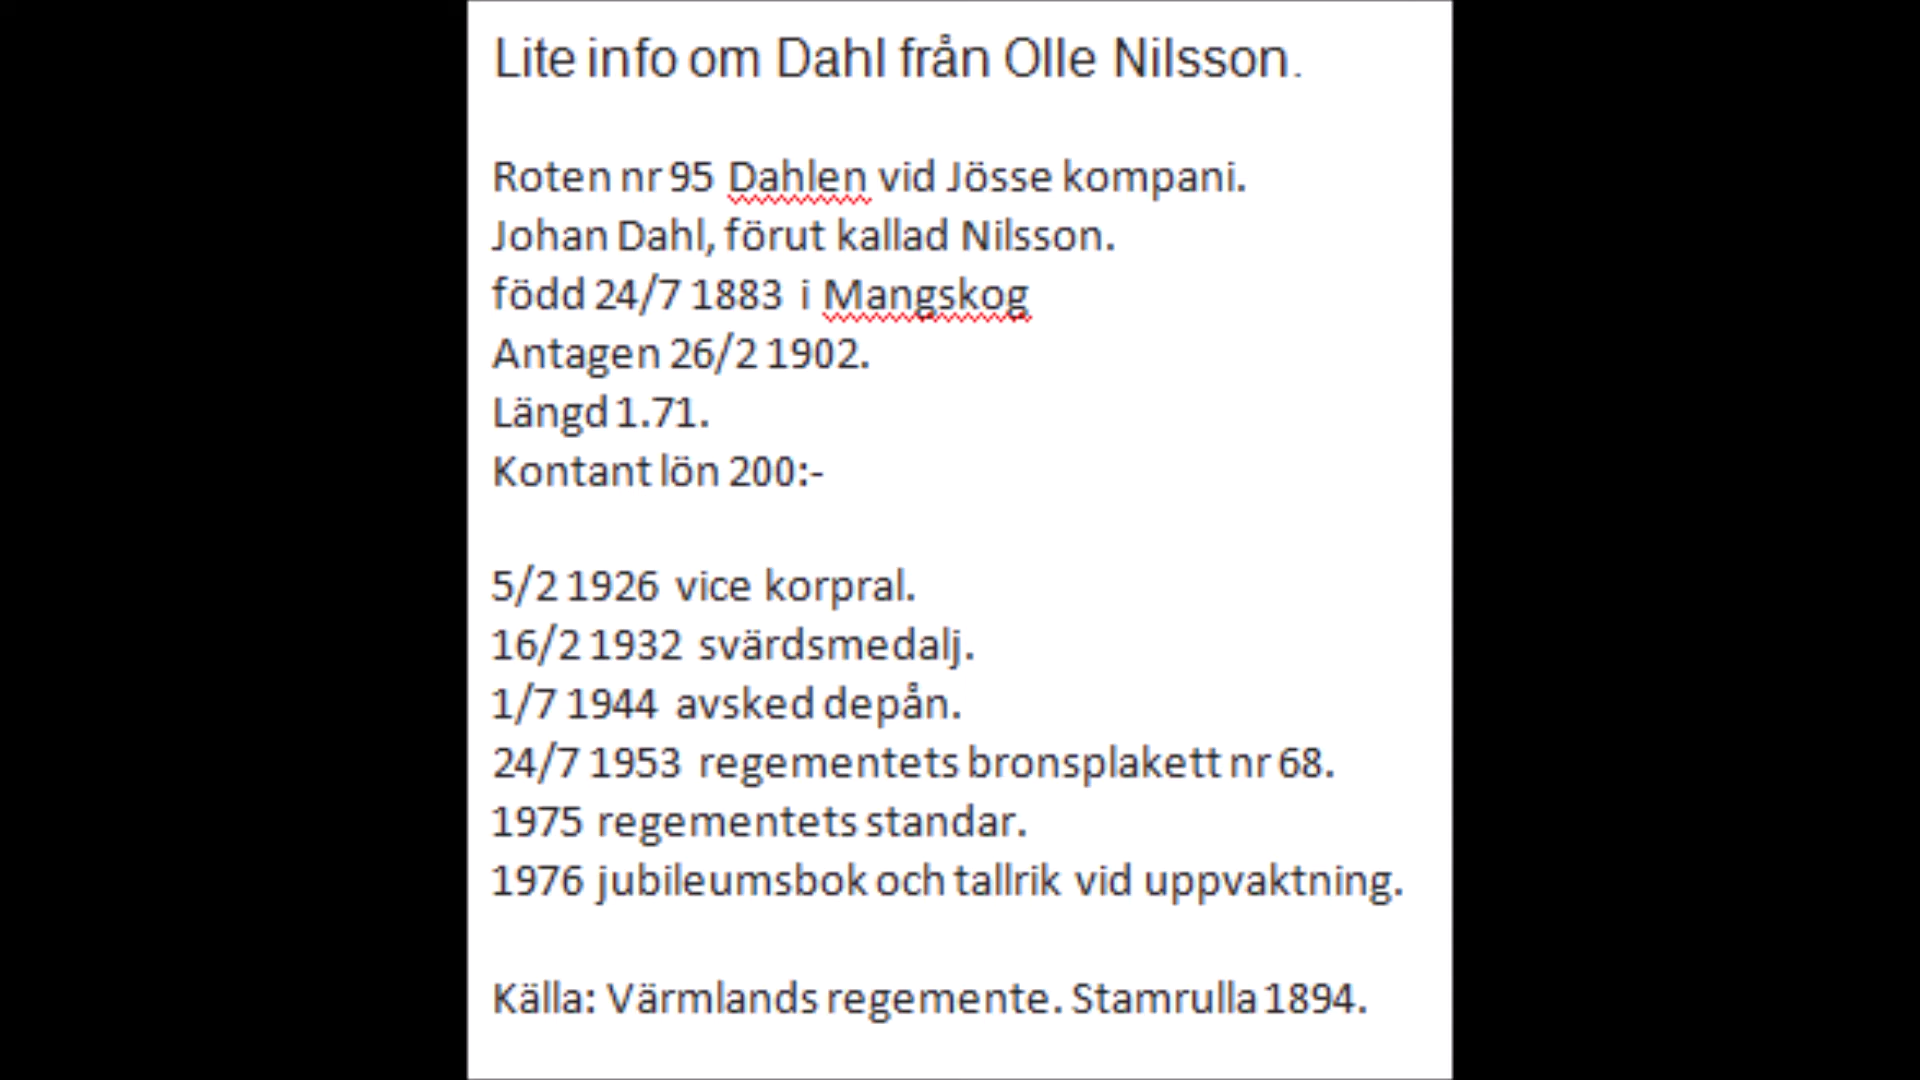 Lite info om Dahl från Olle Nilsson.
Roten nr 95 Dahlen vid Jösse kompani.
Johan Dahl, förut kallad Nilsson.
född 24/7 1883 i Mangskog
Antagen 26/2 1902.
Längd 1.71.
Kontant lön 200:-
5/2 1926 vice korpral.
16/2 1932 svärdsmedalj.
1/7 1944 avsked depån.
24/7 1953 regementets bronsplakett nr 68.
1975 regementets standar.
1976 jubileumsbok och tallrik vid uppvaktning.
Källa: Värmlands regemente. Stamrulla 1894.